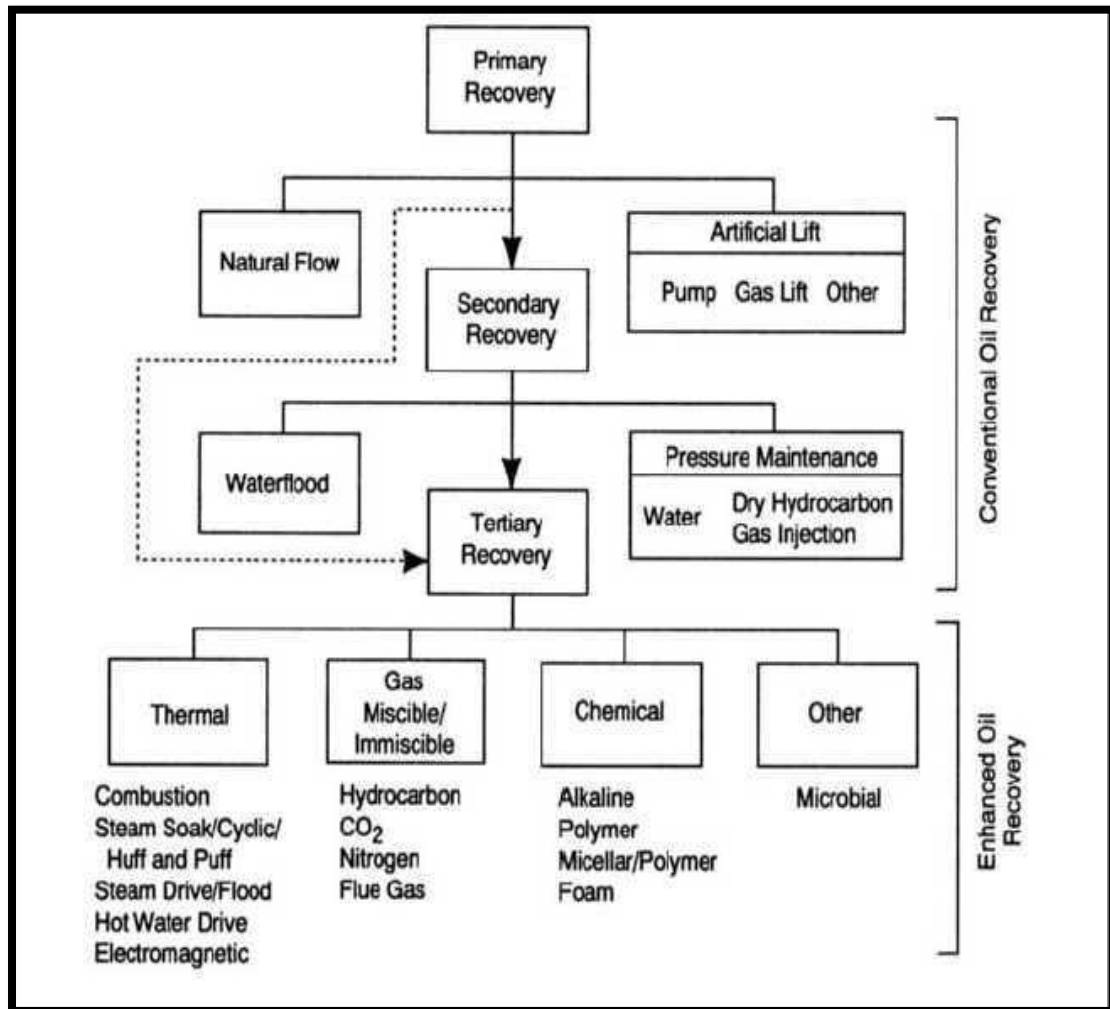 Primary
Recovery
Natural Flow
Artificial Lift
Pump Gas Lift Other
Secondary
Recovery
Waterflood
Pressure Maintenance
Water
Dry Hydrocarbon
Gas Injection
Tertiary
Recovery
Conventional Oil Recovery
Thermal
Combustion
Steam Soak/Cyclic/
Huff and Puff
Steam Drive/Flood
Hot Water Drive
Electromagnetic
Gas
Miscible/
Immiscible
Hydrocarbon
CO₂
Nitrogen
Flue Gas
Chemical
Alkaline
Polymer
Micellar/Polymer
Foam
Other
Microbial
Enhanced Oil
Recovery